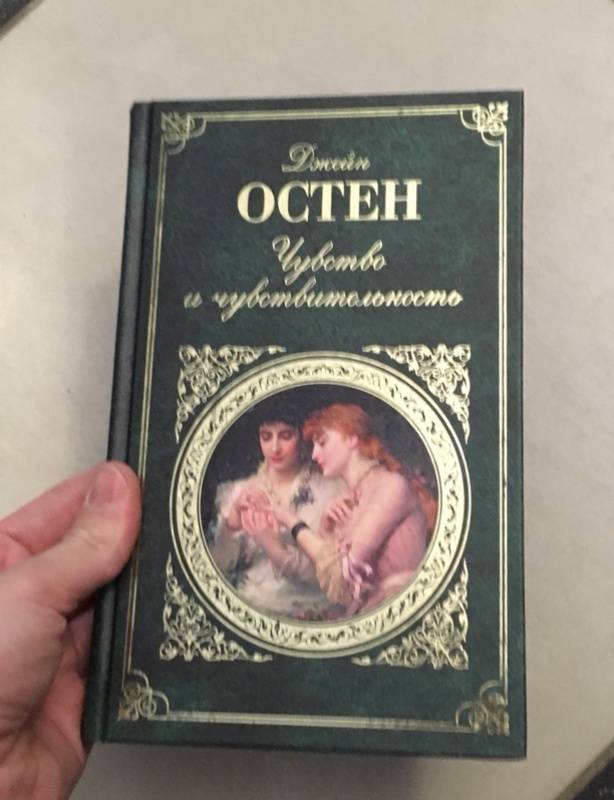 Джейн
ОСТЕН
Чувство
и чувствительность